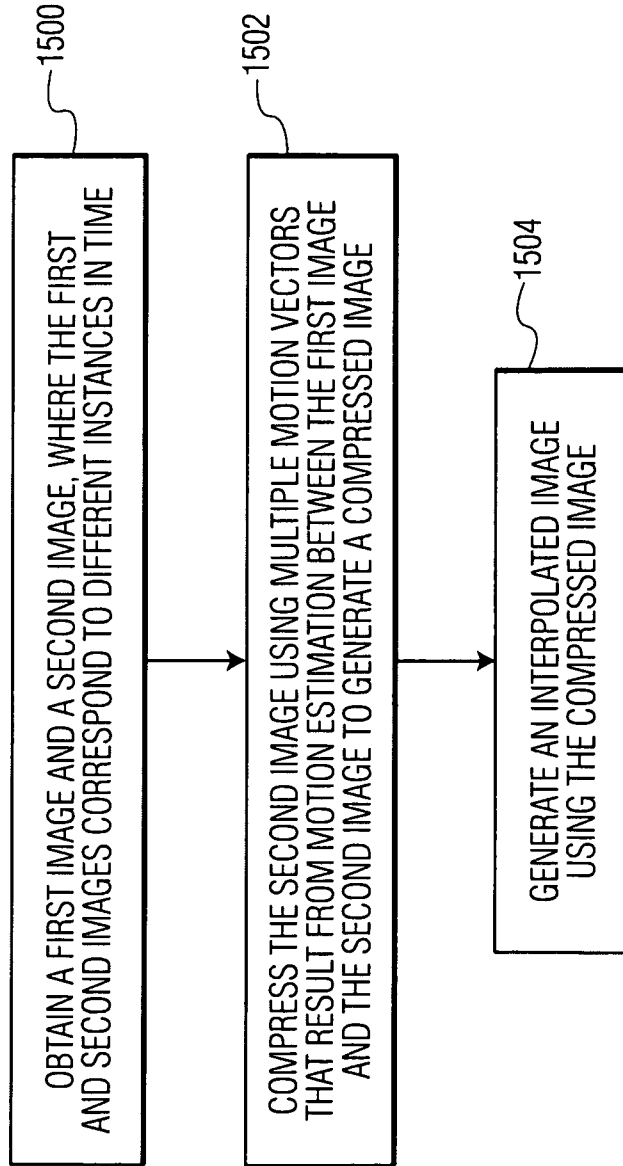 OBTAIN A FIRST IMAGE AND A SECOND IMAGE, WHERE THE FIRST
AND SECOND IMAGES CORRESPOND TO DIFFERENT INSTANCES IN TIME
1500
COMPRESS THE SECOND IMAGE USING MULTIPLE MOTION VECTORS
THAT RESULT FROM MOTION ESTIMATION BETWEEN THE FIRST IMAGE
AND THE SECOND IMAGE TO GENERATE A COMPRESSED IMAGE
1502
GENERATE AN INTERPOLATED IMAGE
USING THE COMPRESSED IMAGE
1504